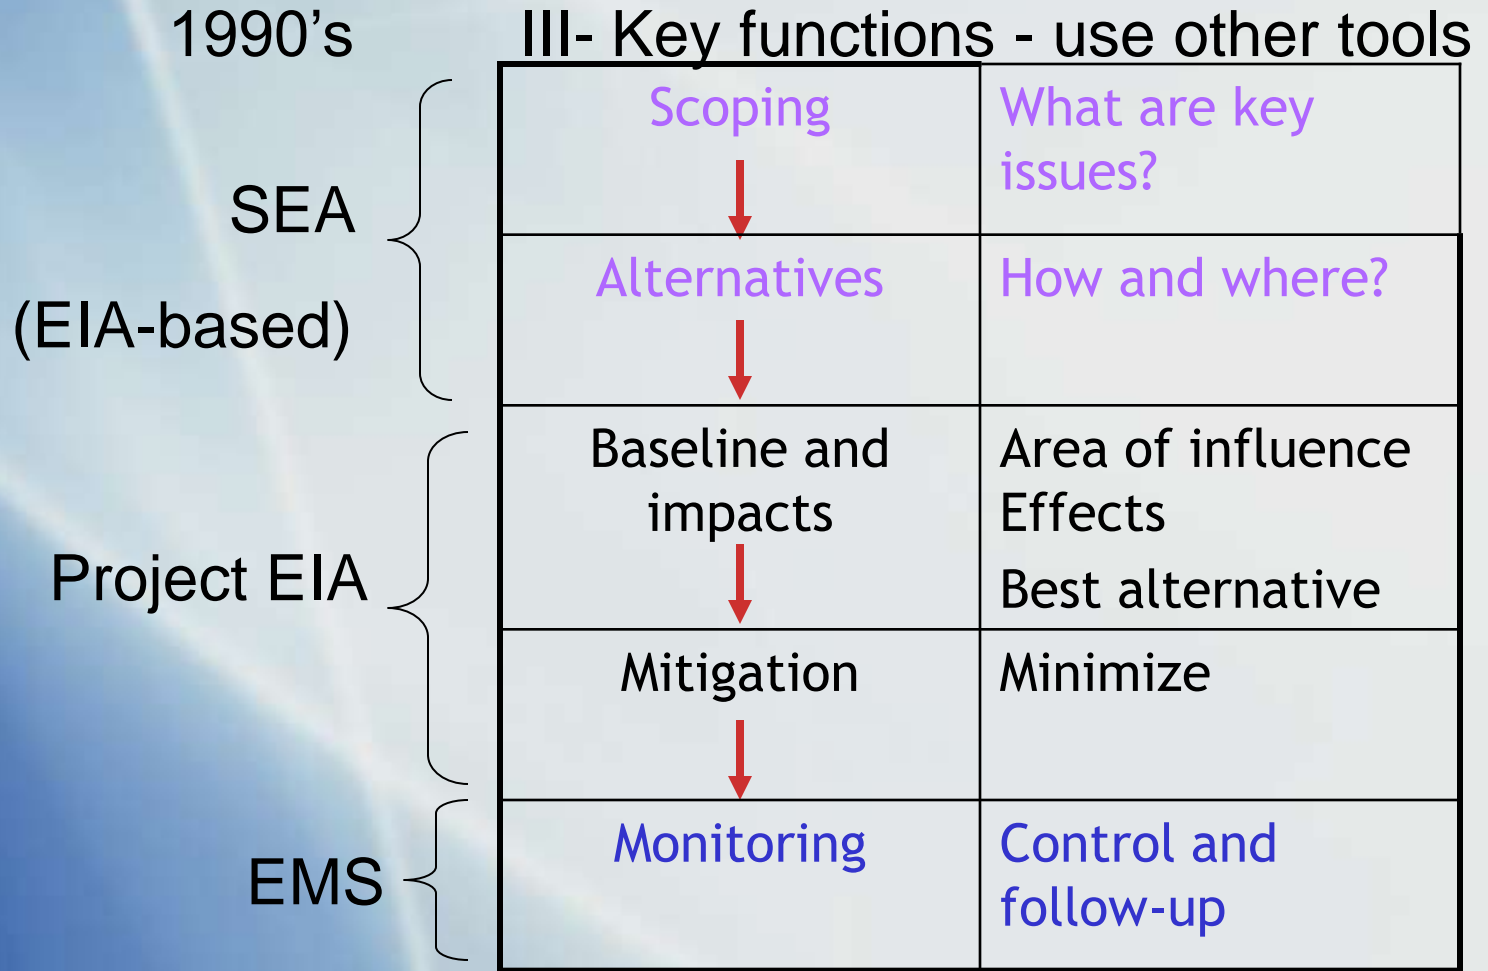 1990’s
III- Key functions - use other tools
SEA
(EIA-based)
Scoping
What are key
issues?
Alternatives
How and where?
Project EIA
Baseline and
impacts
Area of influence
Effects
Best alternative
Mitigation
Minimize
EMS
Monitoring
Control and
follow-up